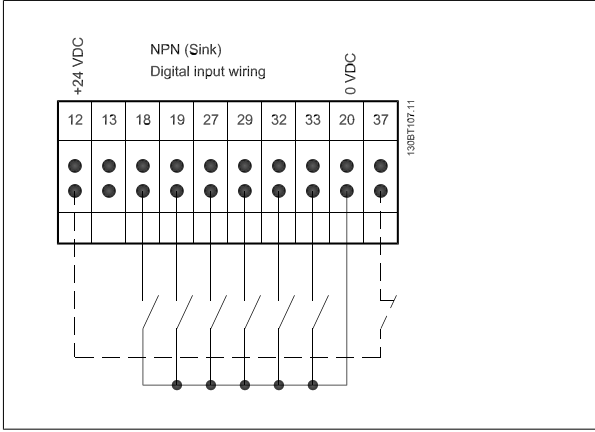 +24 VDC
NPN (Sink)
Digital input wiring
0 VDC
12 13 18 19 27 29 32 33 20 37
130BT107.11